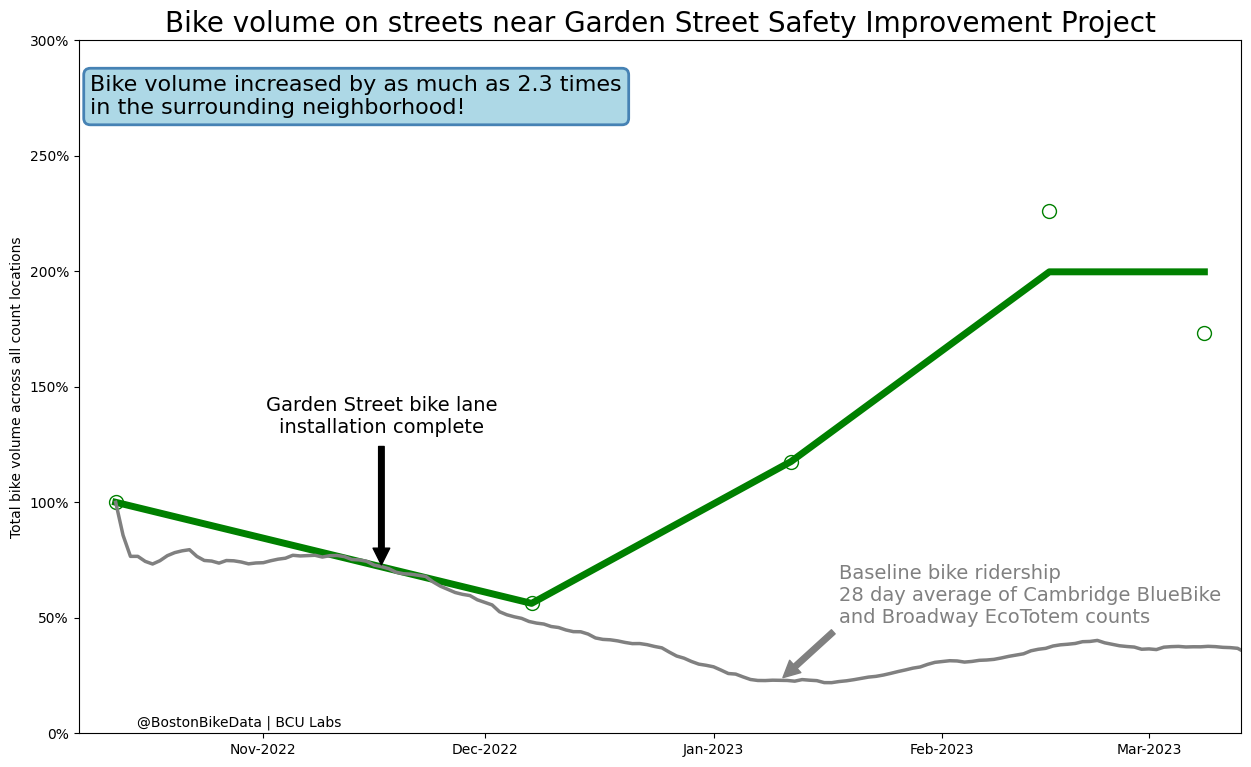 Bike volume on streets near Garden Street Safety Improvement Project
300%
Bike volume increased by as much as 2.3 times
in the surrounding neighborhood!
250%
200%
150%
100%
50%
0%
Total bike volume across all count locations
Garden Street bike lane
installation complete
Baseline bike ridership
28 day average of Cambridge BlueBike
and Broadway EcoTotem counts
@BostonBikeData | BCU Labs
Nov-2022
Dec-2022
Jan-2023
Feb-2023
Mar-2023